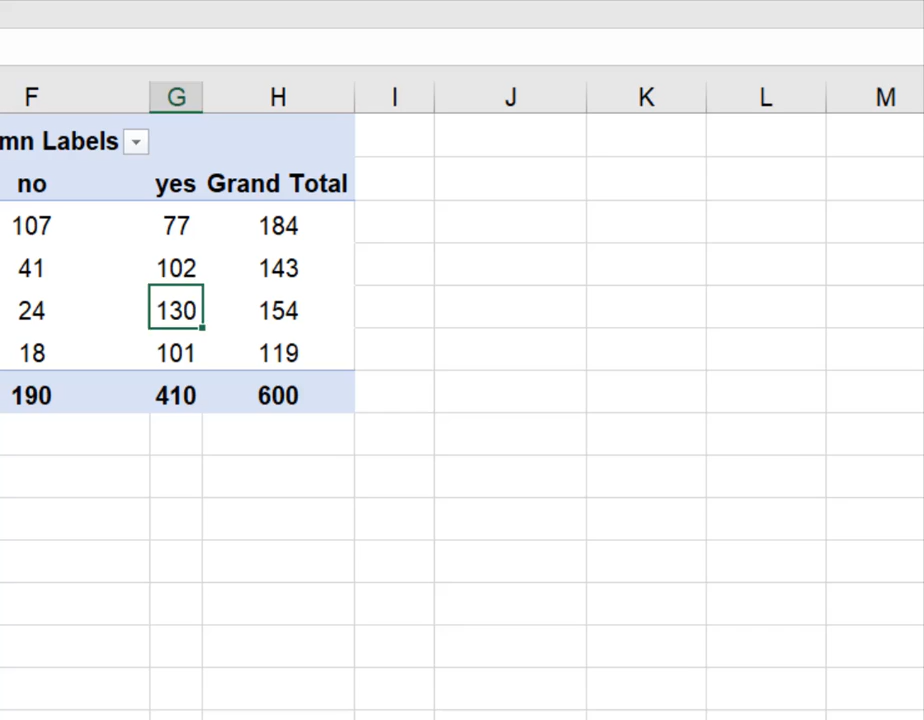 F G H I J K L M
mn Labels
no yes Grand Total
107 77 184
41 102 143
24 130 154
18 101 119
190 410 600